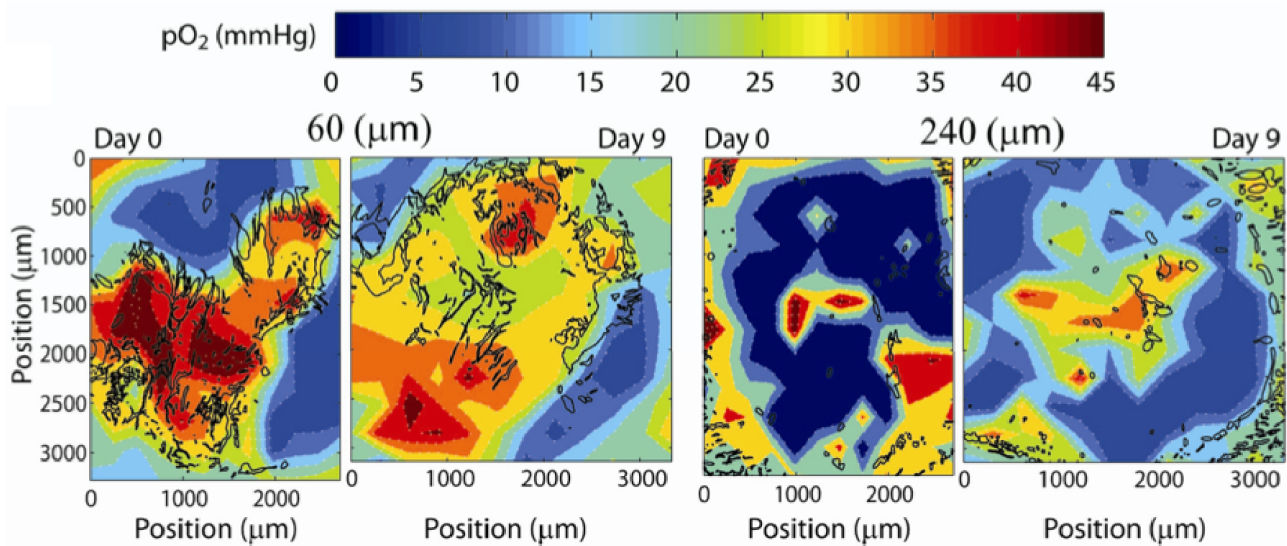 pO₂ (mmHg)
0 5 10 15 20 25 30 35 40 45
Day 0 60 (μm) Day 9 Day 0 240 (μm) Day 9
Position (μm)
0
500
1000
1500
2000
2500
3000
0 1000 2000 0 1000 2000 3000 0 1000 2000 0 1000 2000 3000
Position (μm) Position (μm) Position (μm) Position (μm)